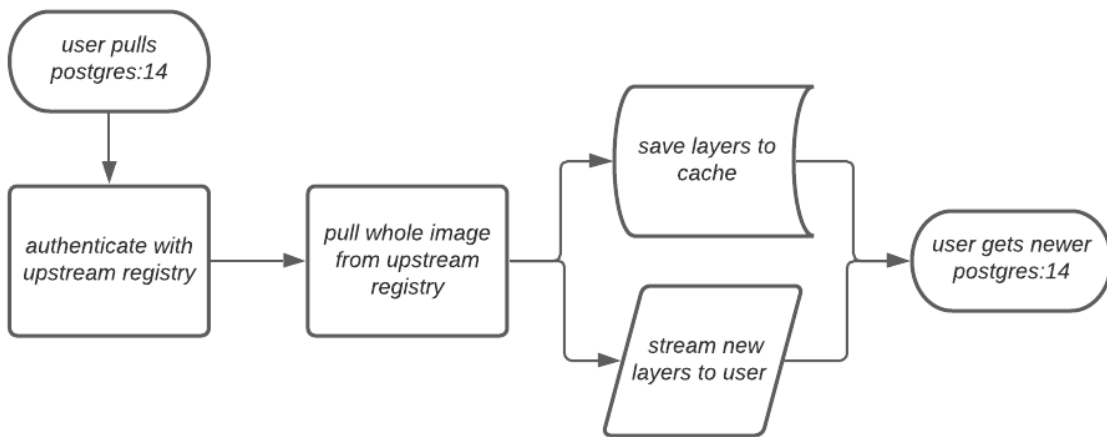 user pulls
postgres:14
authenticate with
upstream registry
pull whole image
from upstream
registry
save layers to
cache
stream new
layers to user
user gets newer
postgres:14